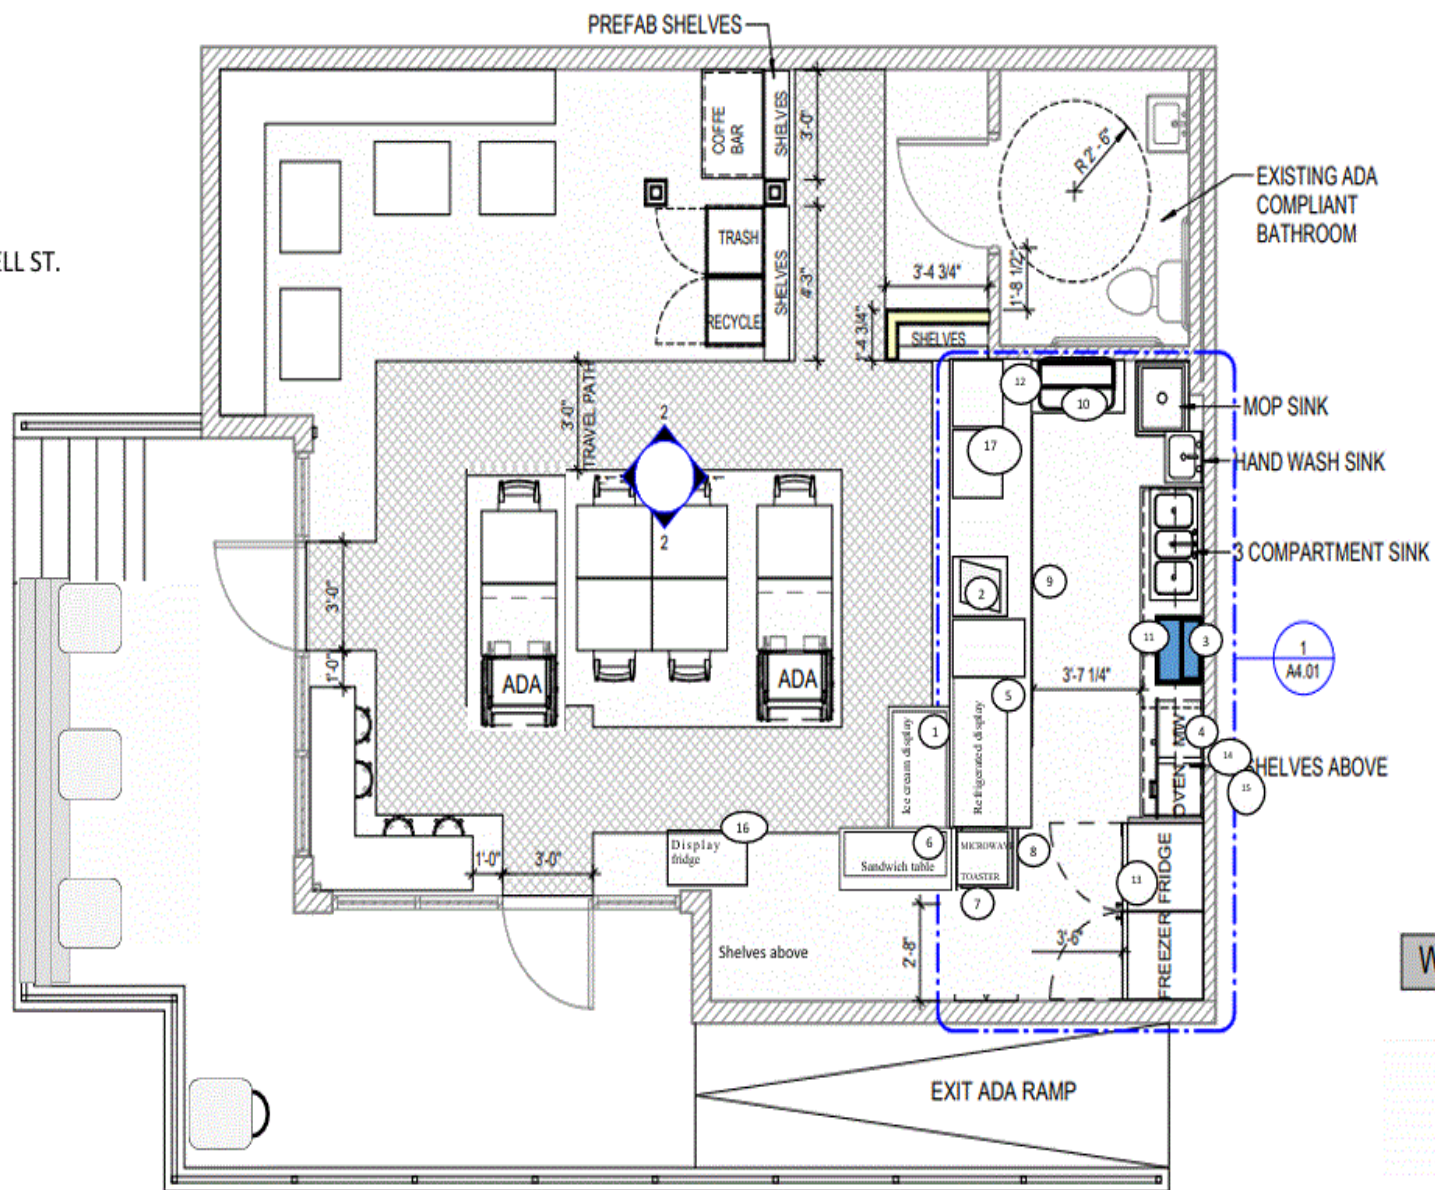 PREFAB SHELVES
COFFE
BAR
SHELVES
3'-0"
R 2' - 6"
EXISTING ADA
COMPLIANT
BATHROOM
ELL ST.
TRASH
SHELVES
4'-3"
3'-4 3/4"
1'-8 1/2"
RECYCLE
1'-4 3/4"
SHELVES
3'-0"
TRAVEL PATH
12
10
MOP SINK
2
17
HAND WASH SINK
1
1
2
3 COMPARTMENT SINK
9
2
3'-0"
11
3
1
A4.01
1'-0"
ADA
ADA
3'-7 1/4"
5
Ice cream display
1
Refrigerated display
MW
4
14
SHELVES ABOVE
OVEN
15
16
Display
fridge
6
Sandwich table
MICROWAVE
TOASTER
8
1'-0"
3'-0"
7
13
FRIDGE
FREEZER
3'-6"
2'-8"
Shelves above
W
EXIT ADA RAMP